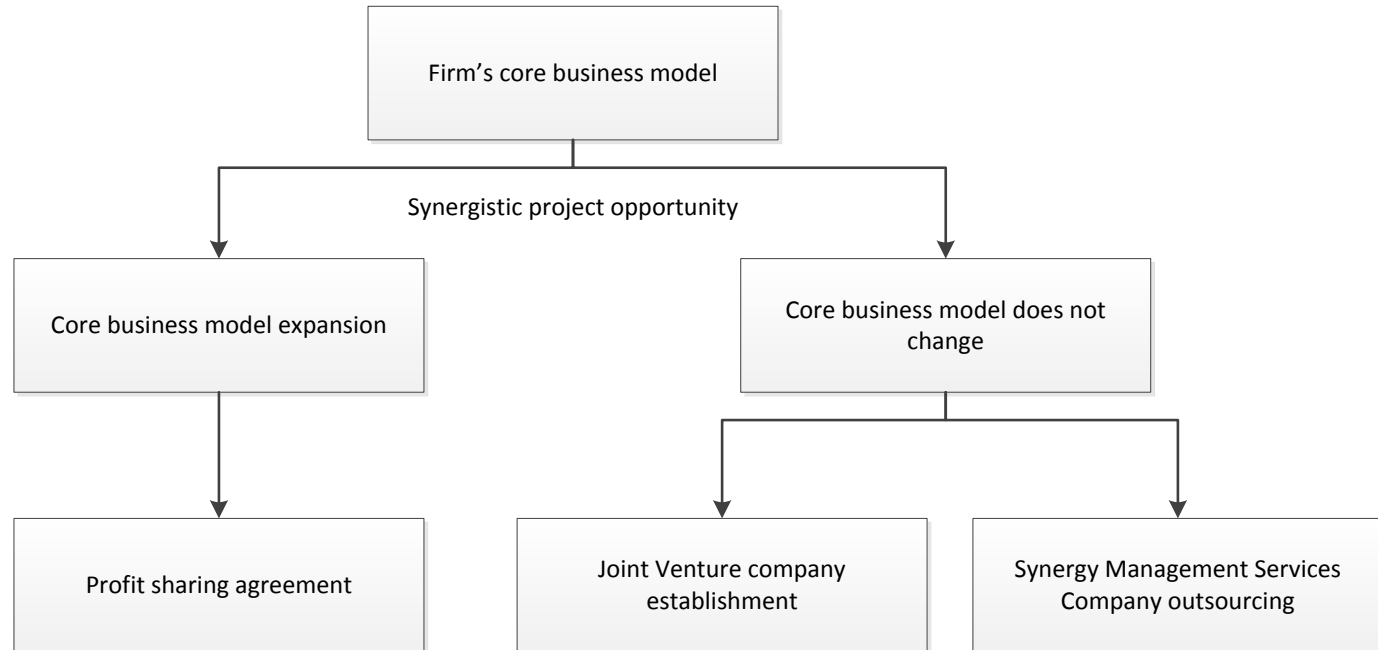 Firm’s core business model
Synergistic project opportunity
Core business model expansion
Core business model does not
change
Profit sharing agreement
Joint Venture company
establishment
Synergy Management Services
Company outsourcing